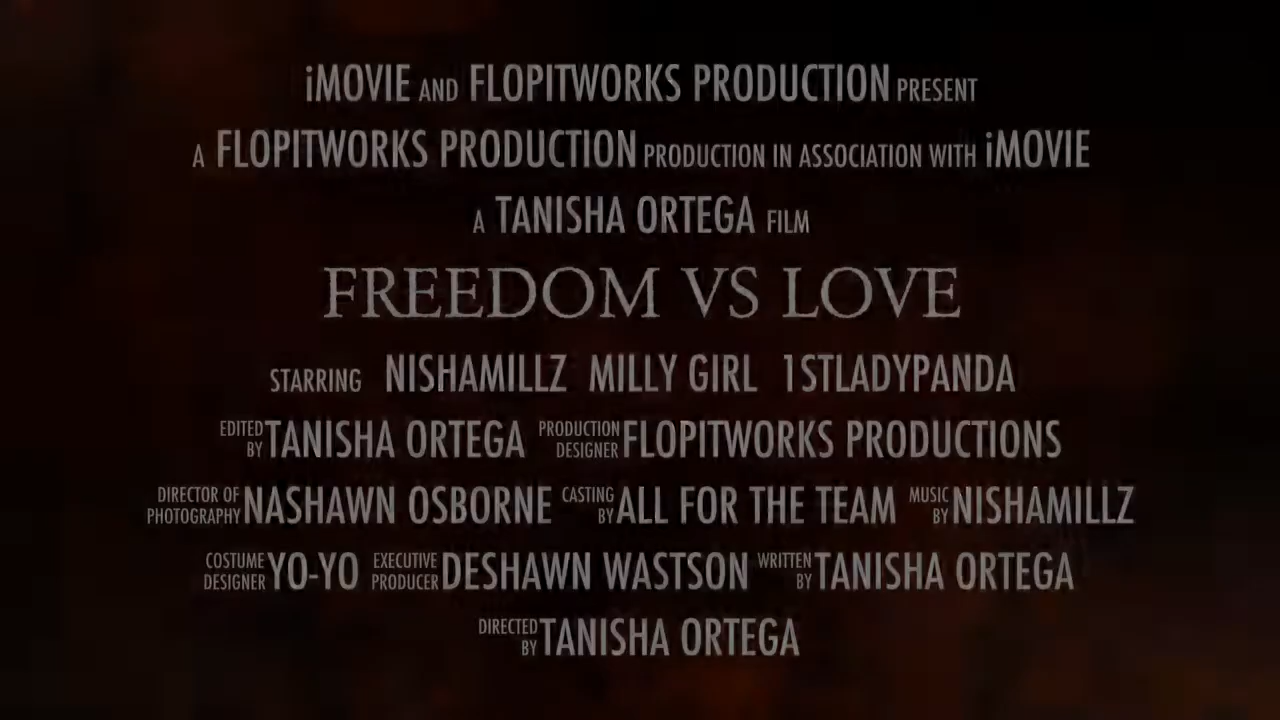 iMOVIE AND FLOPITWORKS PRODUCTION PRESENT
A FLOPITWORKS PRODUCTION PRODUCTION IN ASSOCIATION WITH iMOVIE
A TANISHA ORTEGA FILM
FREEDOM VS LOVE
STARRING NISHAMILLZ MILLY GIRL 1STLADYPANDA
EDITED BY TANISHA ORTEGA PRODUCTION DESIGNER FLOPITWORKS PRODUCTIONS
DIRECTOR OF PHOTOGRAPHY NASHAWN OSBORNE CASTING BY ALL FOR THE TEAM MUSIC BY NISHAMILLZ
COSTUME DESIGNER YO-YO EXECUTIVE PRODUCER DESHAWN WASTSON WRITTEN BY TANISHA ORTEGA
DIRECTED BY TANISHA ORTEGA